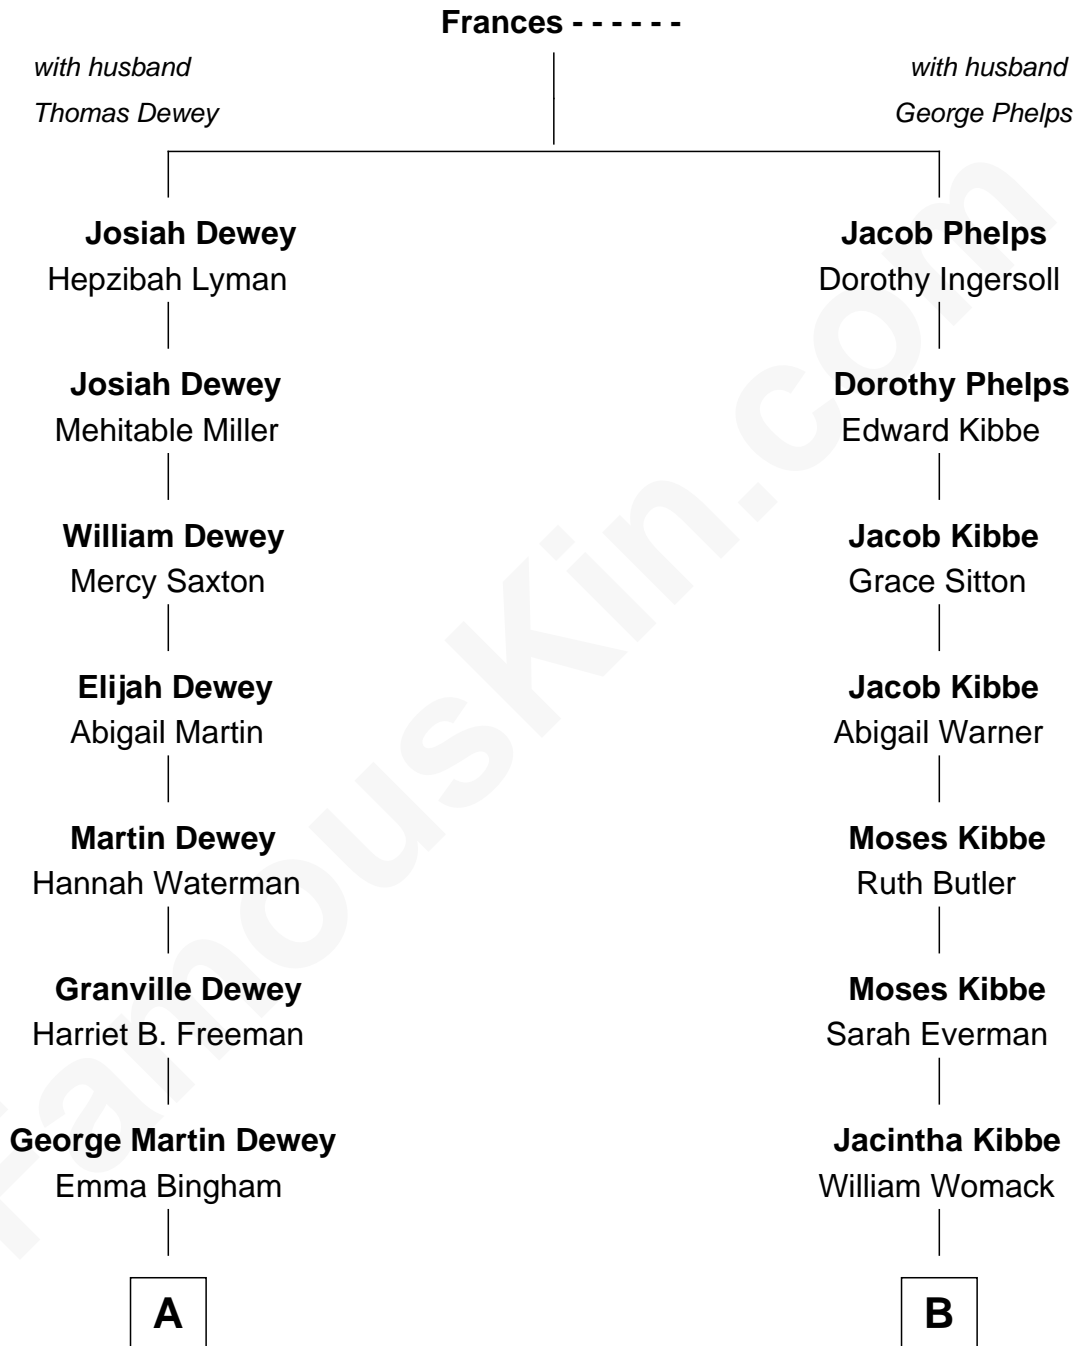 Frances - - - - - -
with husband
Thomas Dewey
with husband
George Phelps
Josiah Dewey
Hepzibah Lyman
Jacob Phelps
Dorothy Ingersoll
Josiah Dewey
Mehitable Miller
Dorothy Phelps
Edward Kibbe
William Dewey
Mercy Saxton
Jacob Kibbe
Grace Sitton
Elijah Dewey
Abigail Martin
Jacob Kibbe
Abigail Warner
Martin Dewey
Hannah Waterman
Moses Kibbe
Ruth Butler
Granville Dewey
Harriet B. Freeman
Moses Kibbe
Sarah Everman
George Martin Dewey
Emma Bingham
Jacintha Kibbe
William Womack
A
B
FamousKin.com